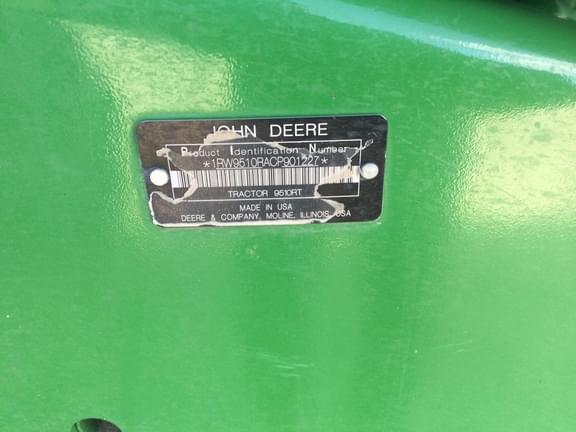 JOHN DEERE
Product Identification Number
*1RW9510RACP901227*
TRACTOR 9510RT
MADE IN USA
DEERE & COMPANY, MOLINE, ILLINOIS, USA